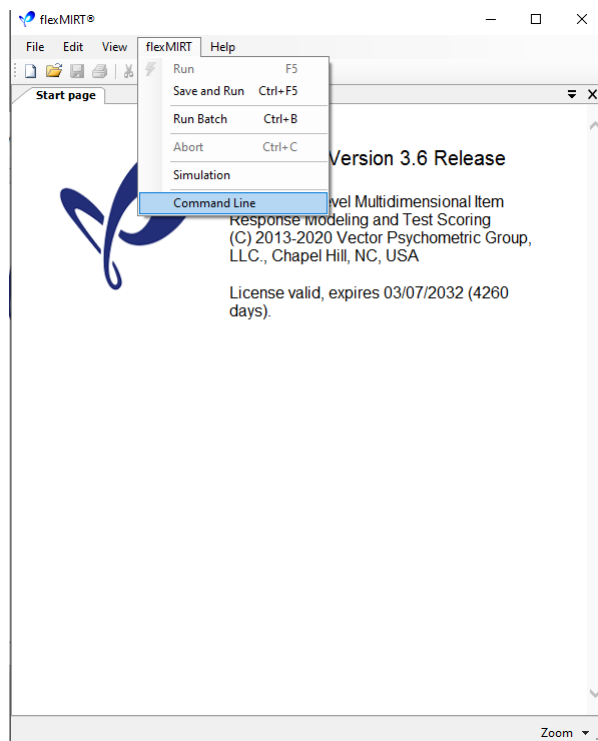 flexMIRT®
File Edit View flexMIRT Help
Run F5
Start page
Save and Run Ctrl+F5
Run Batch Ctrl+B
Abort Ctrl+C
Simulation
Command Line
Version 3.6 Release
vel Multidimensional Item
Response Modeling and Test Scoring
(C) 2013-2020 Vector Psychometric Group,
LLC., Chapel Hill, NC, USA
License valid, expires 03/07/2032 (4260
days).
Zoom